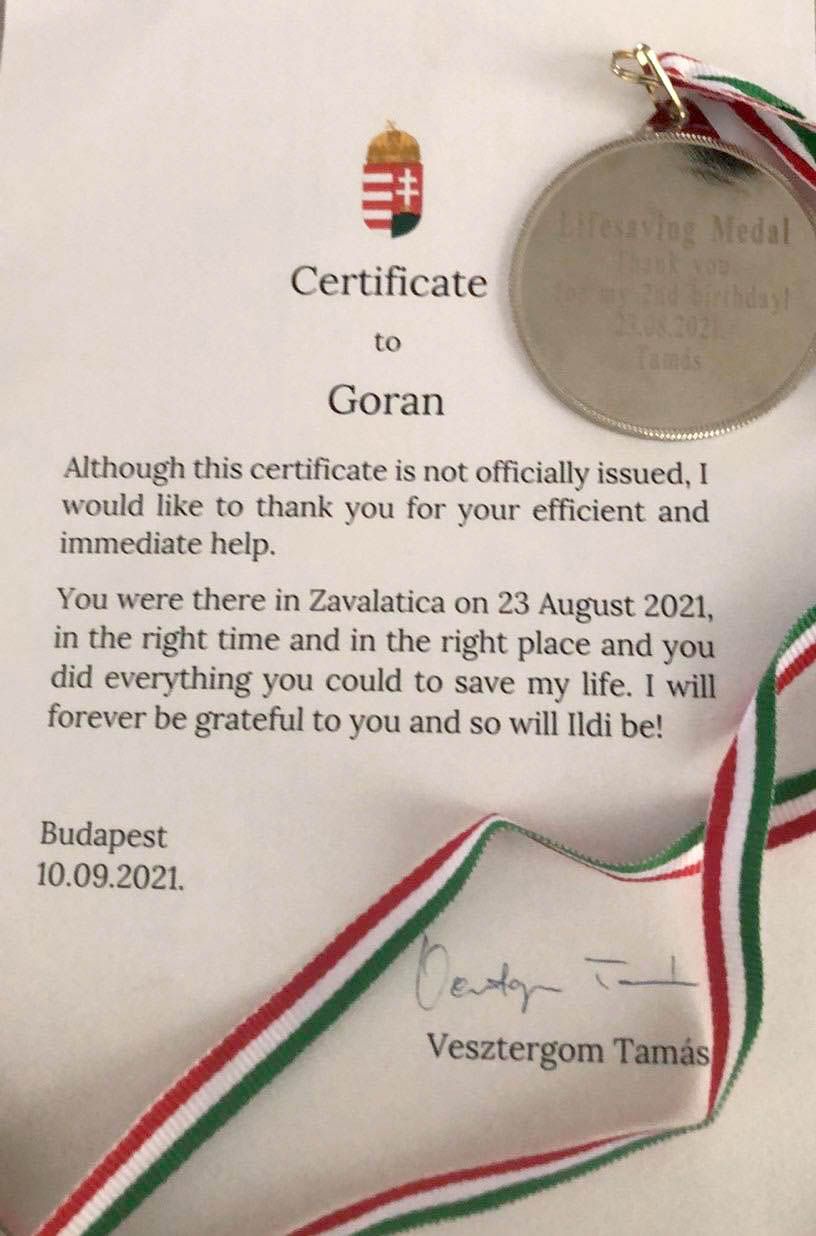 Lifesaving Medal
Thank you
for my 2nd birthday!
23.08.2021.
Tamás
Certificate
to
Goran
Although this certificate is not officially issued, I
would like to thank you for your efficient and
immediate help.
You were there in Zavalatica on 23 August 2021,
in the right time and in the right place and you
did everything you could to save my life. I will
forever be grateful to you and so will Ildi be!
Budapest
10.09.2021.
Vesztergom Tamás